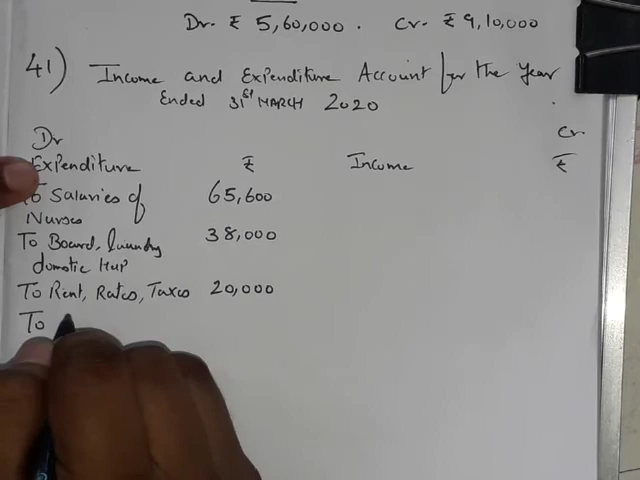 Dr. ₹ 5,60,000. Cr. ₹ 9,10,000
41) Income and Expenditure Account for the Year
Ended 31st MARCH 2020
Dr Cr.
Expenditure ₹ Income ₹
To Salaries of 65,600
Nurses
To Board, laundry 38,000
domotic Help
To Rent, Rates, Taxes 20,000
To